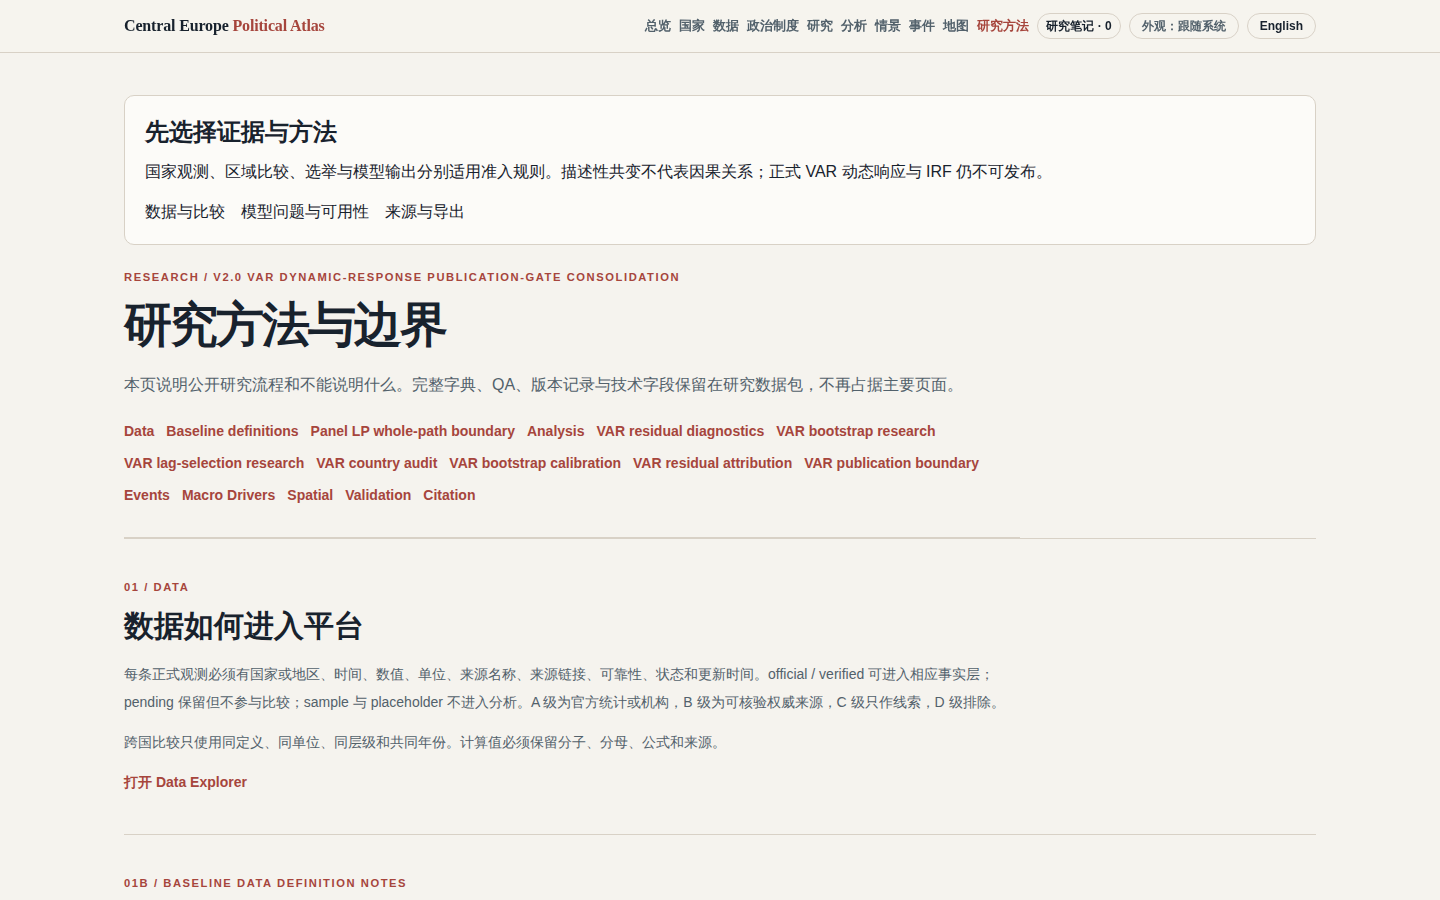 Central Europe Political Atlas
总览 国家 数据 政治制度 研究 分析 情景 事件 地图 研究方法 研究笔记 · 0 外观：跟随系统 English
先选择证据与方法
国家观测、区域比较、选举与模型输出分别适用准入规则。描述性共变不代表因果关系；正式 VAR 动态响应与 IRF 仍不可发布。
数据与比较 模型问题与可用性 来源与导出
RESEARCH / V2.0 VAR DYNAMIC-RESPONSE PUBLICATION-GATE CONSOLIDATION
研究方法与边界
本页说明公开研究流程和不能说明什么。完整字典、QA、版本记录与技术字段保留在研究数据包，不再占据主要页面。
Data Baseline definitions Panel LP whole-path boundary Analysis VAR residual diagnostics VAR bootstrap research
VAR lag-selection research VAR country audit VAR bootstrap calibration VAR residual attribution VAR publication boundary
Events Macro Drivers Spatial Validation Citation
01 / DATA
数据如何进入平台
每条正式观测必须有国家或地区、时间、数值、单位、来源名称、来源链接、可靠性、状态和更新时间。official / verified 可进入相应事实层；
pending 保留但不参与比较；sample 与 placeholder 不进入分析。A 级为官方统计或机构，B 级为可核验权威来源，C 级只作线索，D 级排除。
跨国比较只使用同定义、同单位、同层级和共同年份。计算值必须保留分子、分母、公式和来源。
打开 Data Explorer
01B / BASELINE DATA DEFINITION NOTES